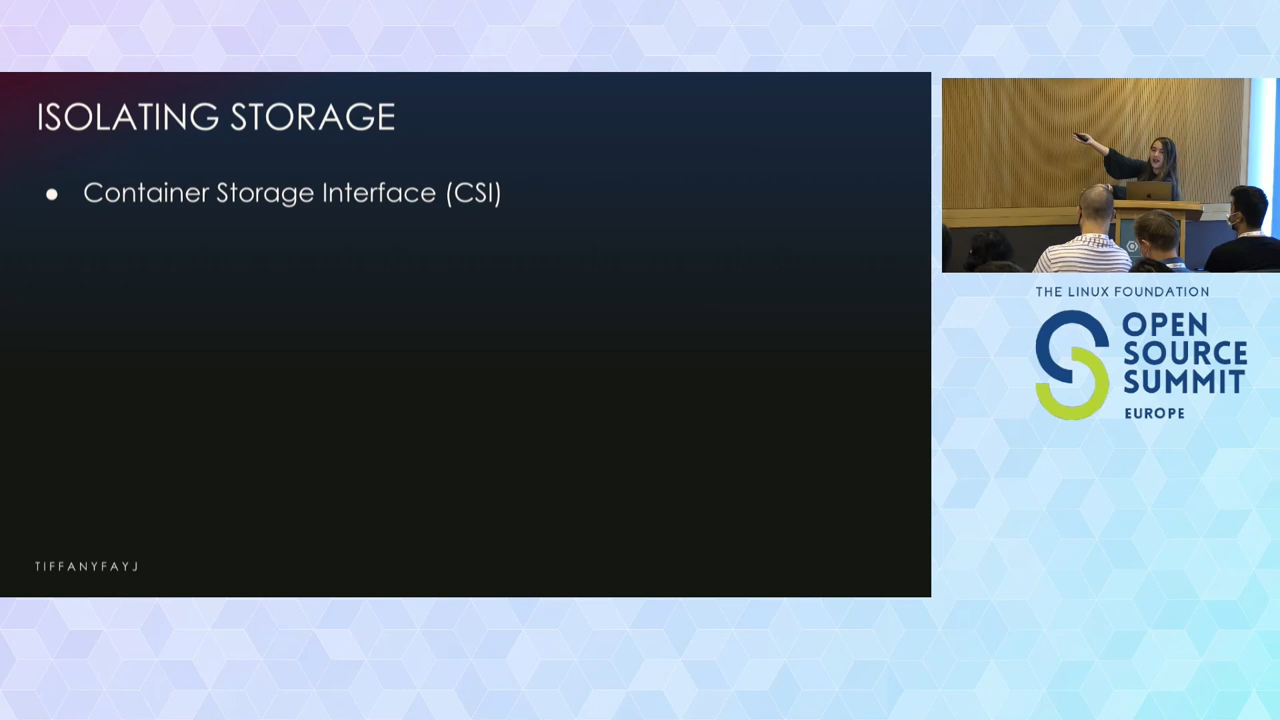 ISOLATING STORAGE
● Container Storage Interface (CSI)
TIFFANYFAYJ
THE LINUX FOUNDATION
OPEN
SOURCE
SUMMIT
EUROPE